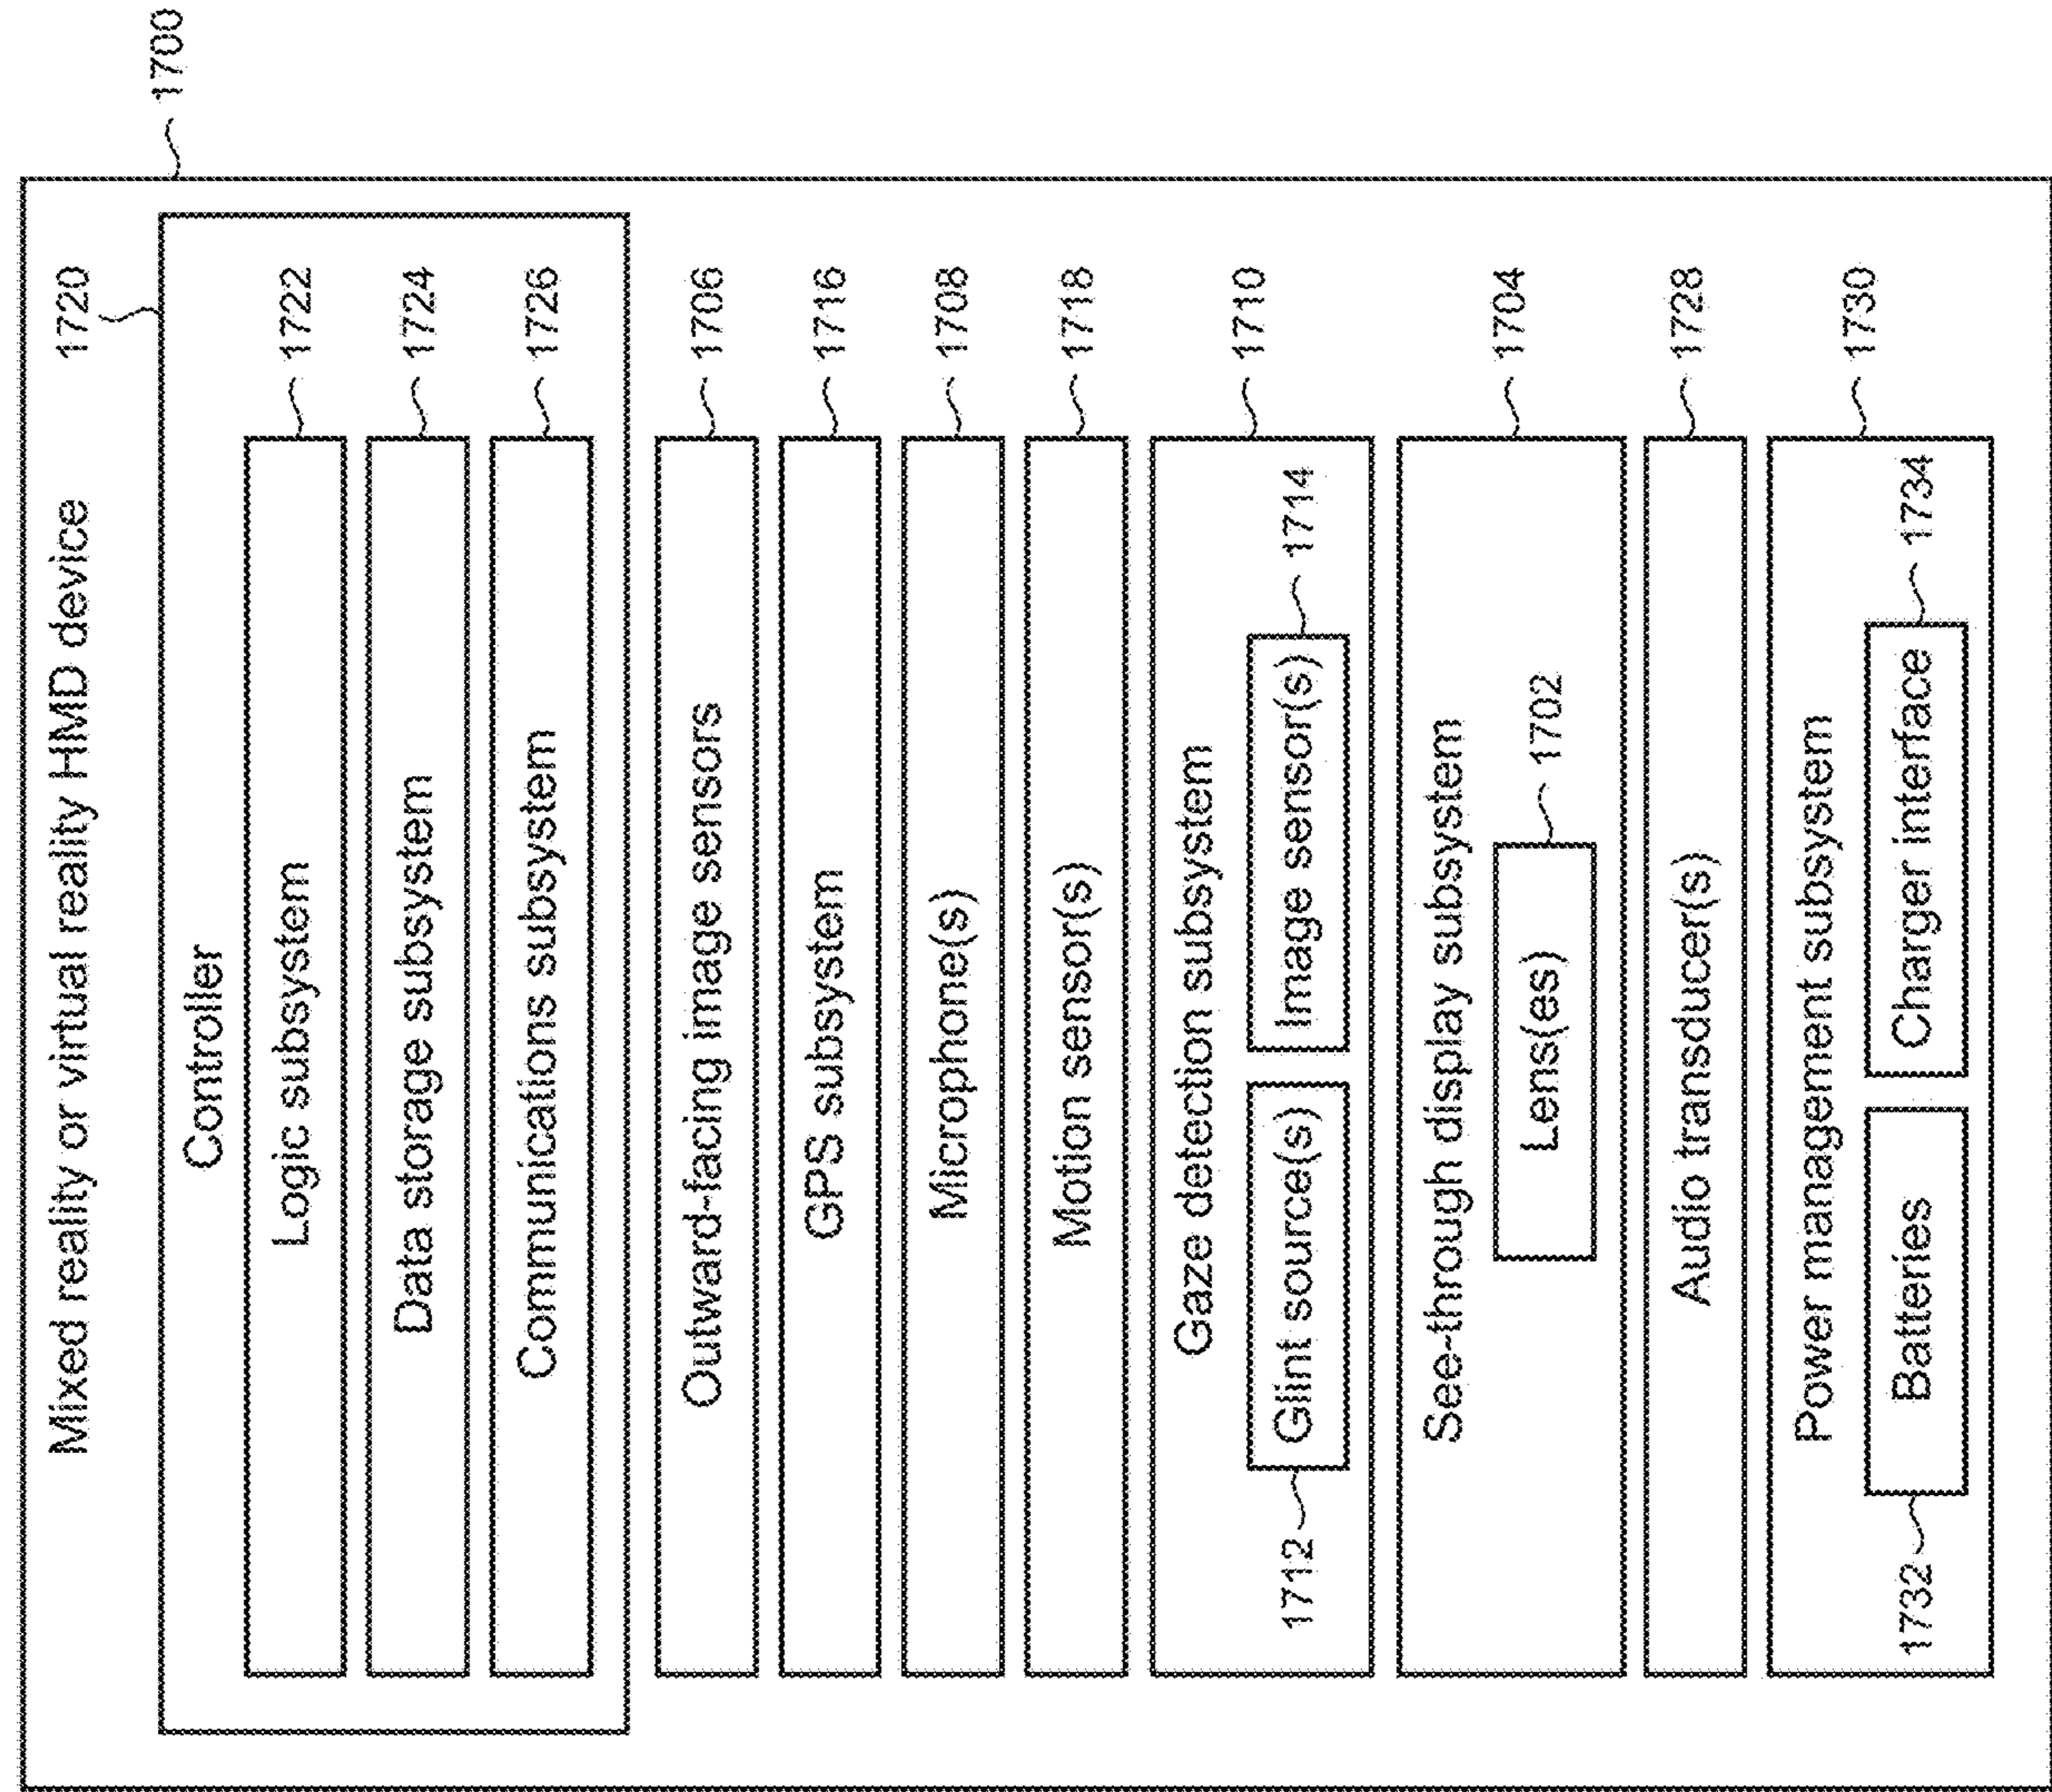 1700
Mixed reality or virtual reality HMD device 1720
Controller
Logic subsystem 1722
Data storage subsystem 1724
Communications subsystem 1726
Outward-facing image sensors 1706
GPS subsystem 1716
Microphone(s) 1708
Motion sensor(s) 1718
Gaze detection subsystem 1710
1712 Glint source(s) Image sensor(s) 1714
See-through display subsystem 1704
Lens(es) 1702
Audio transducer(s) 1728
Power management subsystem 1730
1732 Batteries Charger interface 1734